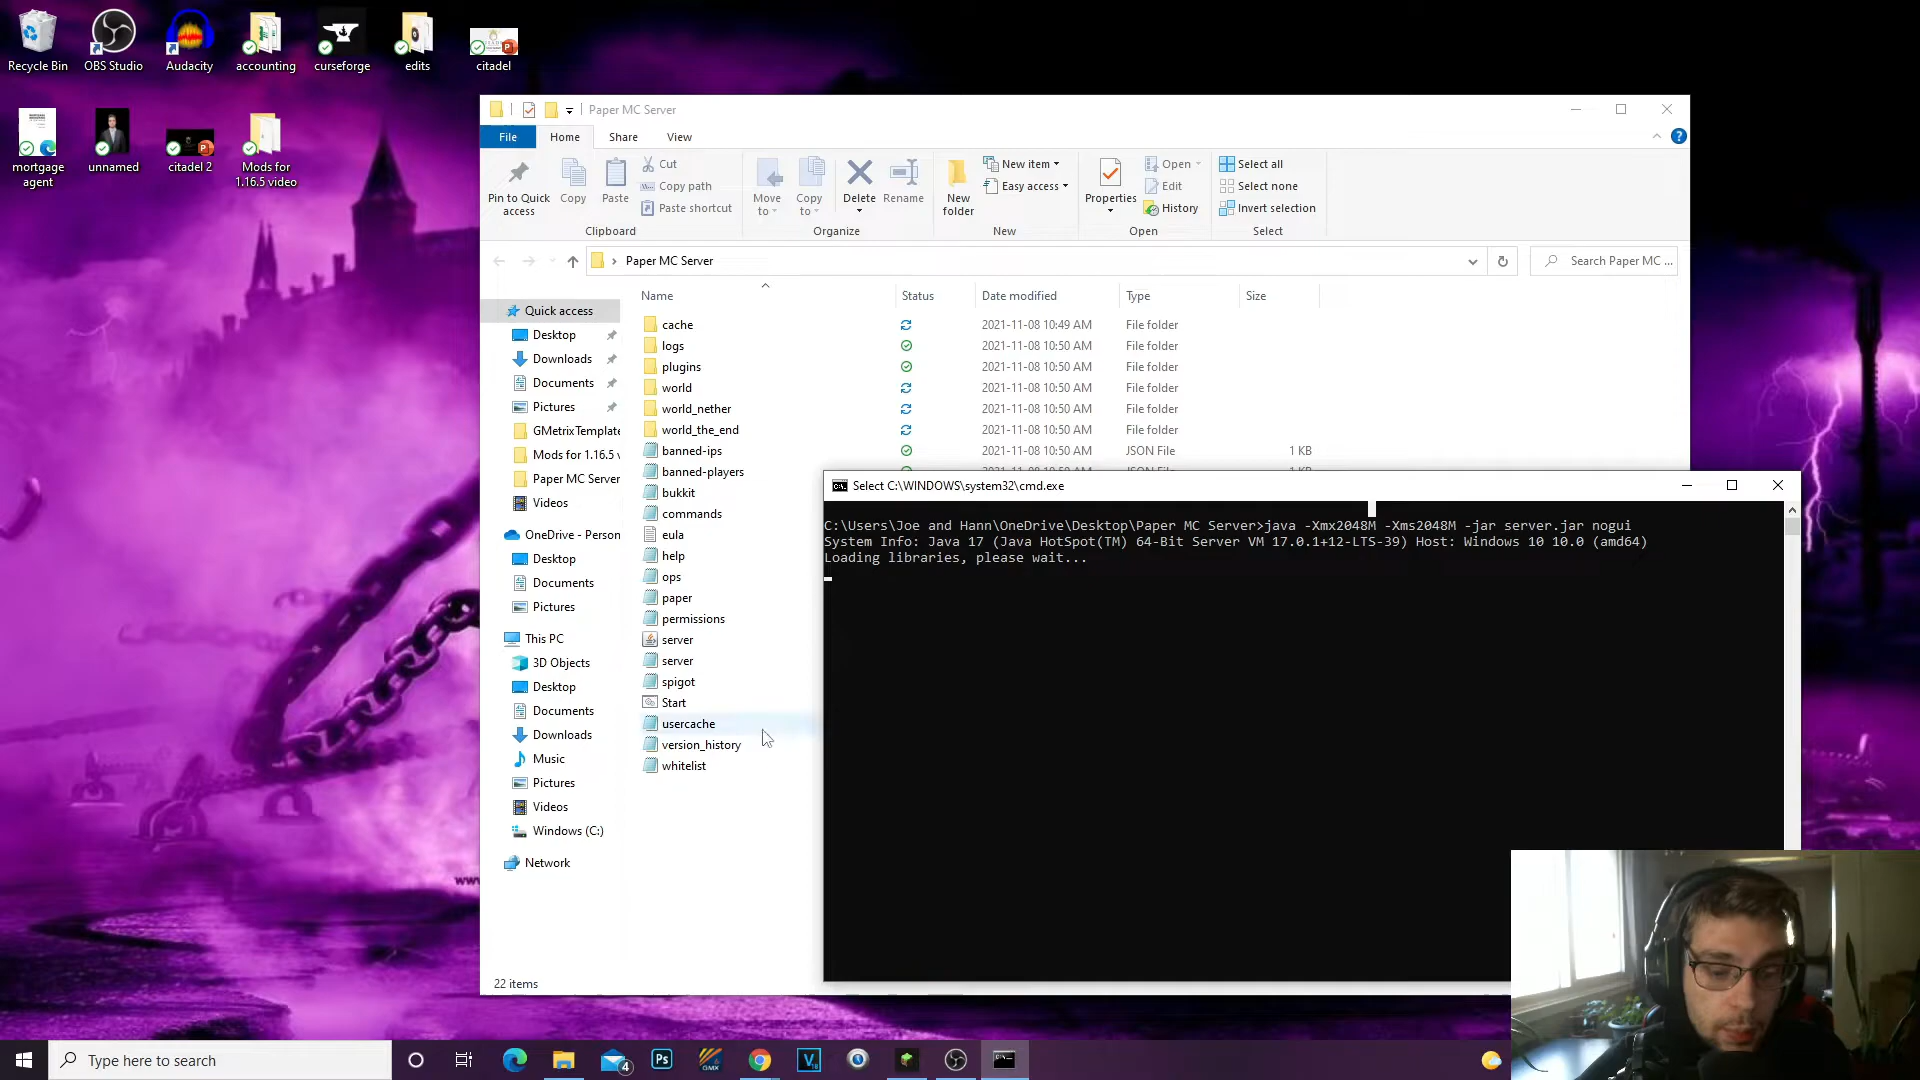 Recycle Bin
OBS Studio
Audacity
accounting
curseforge
edits
citadel
mortgage
agent
unnamed
citadel 2
Mods for
1.16.5 video
Paper MC Server
File
Home
Share
View
Pin to Quick
access
Copy
Paste
Cut
Copy path
Paste shortcut
Clipboard
Move
to
Copy
to
Delete
Rename
Organize
New
folder
New item
Easy access
New
Properties
Open
Edit
History
Open
Select all
Select none
Invert selection
Select
Paper MC Server
Search Paper MC ...
Name
Status
Date modified
Type
Size
Quick access
Desktop
Downloads
Documents
Pictures
GMetrixTemplate
Mods for 1.16.5 v
Paper MC Server
Videos
OneDrive - Person
Desktop
Documents
Pictures
This PC
3D Objects
Desktop
Documents
Downloads
Music
Pictures
Videos
Windows (C:)
Network
cache 2021-11-08 10:49 AM File folder
logs 2021-11-08 10:50 AM File folder
plugins 2021-11-08 10:50 AM File folder
world 2021-11-08 10:50 AM File folder
world_nether 2021-11-08 10:50 AM File folder
world_the_end 2021-11-08 10:50 AM File folder
banned-ips 2021-11-08 10:50 AM JSON File 1 KB
banned-players
bukkit
commands
eula
help
ops
paper
permissions
server
server
spigot
Start
usercache
version_history
whitelist
22 items
Select C:\WINDOWS\system32\cmd.exe
C:\Users\Joe and Hann\OneDrive\Desktop\Paper MC Server>java -Xmx2048M -Xms2048M -jar server.jar nogui
System Info: Java 17 (Java HotSpot(TM) 64-Bit Server VM 17.0.1+12-LTS-39) Host: Windows 10 10.0 (amd64)
Loading libraries, please wait...
Type here to search
4
Ps
GMX